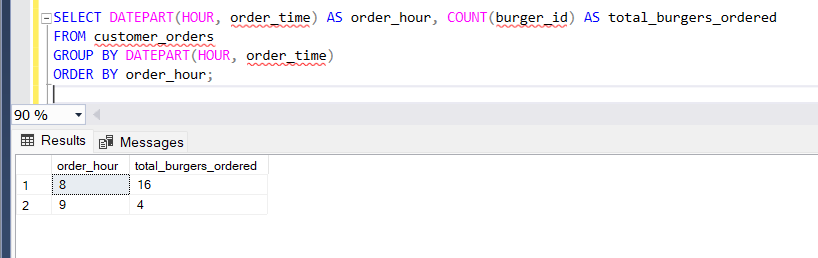 SELECT DATEPART(HOUR, order_time) AS order_hour, COUNT(burger_id) AS total_burgers_ordered
FROM customer_orders
GROUP BY DATEPART(HOUR, order_time)
ORDER BY order_hour;
90 %
Results Messages
order_hour total_burgers_ordered
1 8 16
2 9 4